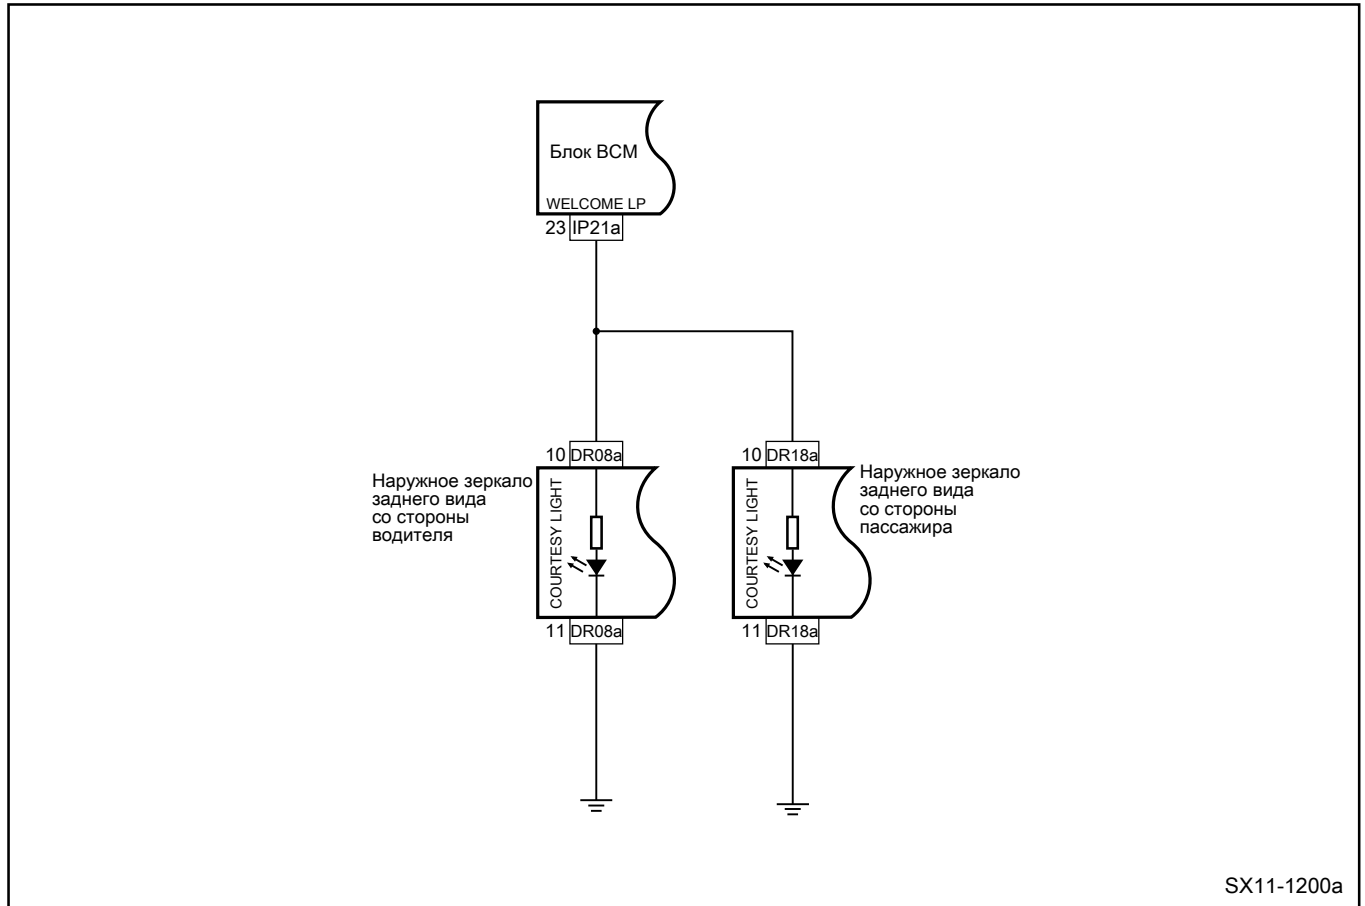 Блок BCM
WELCOME LP
23 IP21a
10 DR08a
10 DR18a
Наружное зеркало
заднего вида
со стороны
водителя
COURTESY LIGHT
COURTESY LIGHT
Наружное зеркало
заднего вида
со стороны
пассажира
11 DR08a
11 DR18a
SX11-1200a